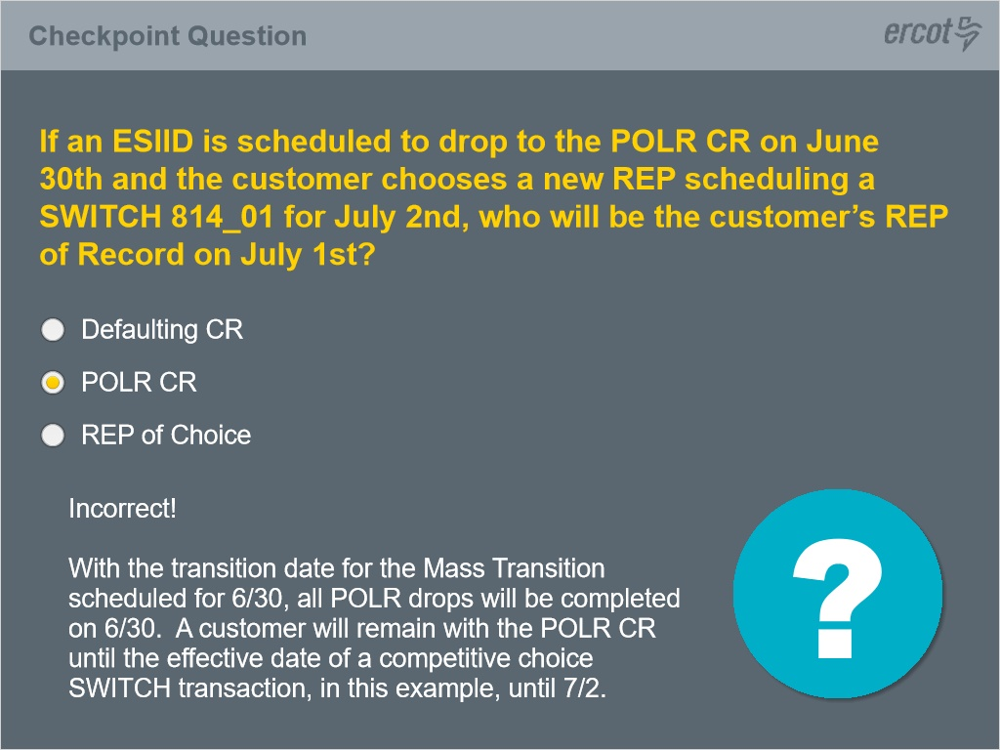 Checkpoint Question
ercot
If an ESIID is scheduled to drop to the POLR CR on June
30th and the customer chooses a new REP scheduling a
SWITCH 814_01 for July 2nd, who will be the customer’s REP
of Record on July 1st?
Defaulting CR
POLR CR
REP of Choice
Incorrect!
With the transition date for the Mass Transition
scheduled for 6/30, all POLR drops will be completed
on 6/30.  A customer will remain with the POLR CR
until the effective date of a competitive choice
SWITCH transaction, in this example, until 7/2.
?